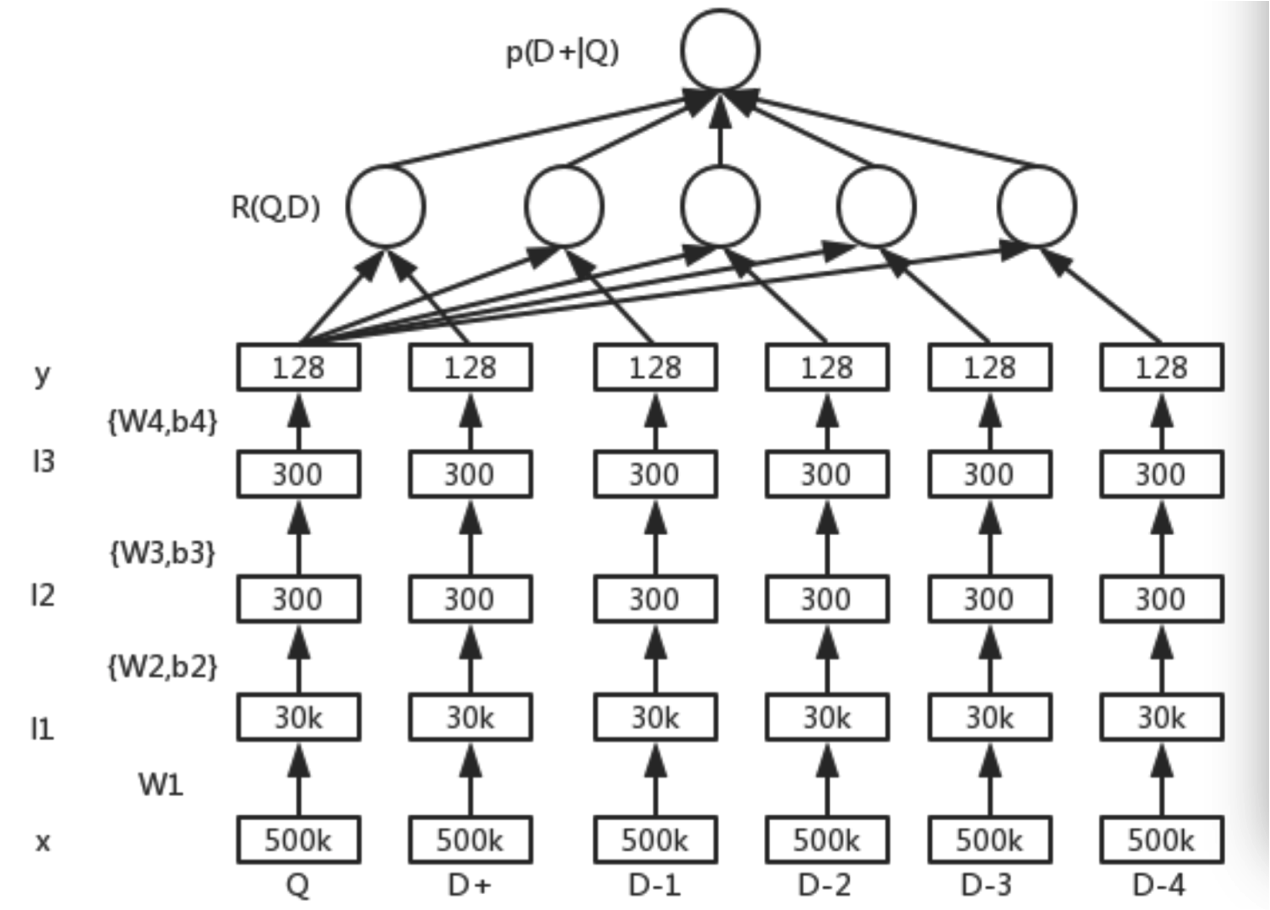 p(D+|Q)
R(Q,D)
y 128 128 128 128 128 128
{W4,b4}
l3 300 300 300 300 300 300
{W3,b3}
l2 300 300 300 300 300 300
{W2,b2}
l1 30k 30k 30k 30k 30k 30k
W1
x 500k 500k 500k 500k 500k 500k
Q D+ D-1 D-2 D-3 D-4